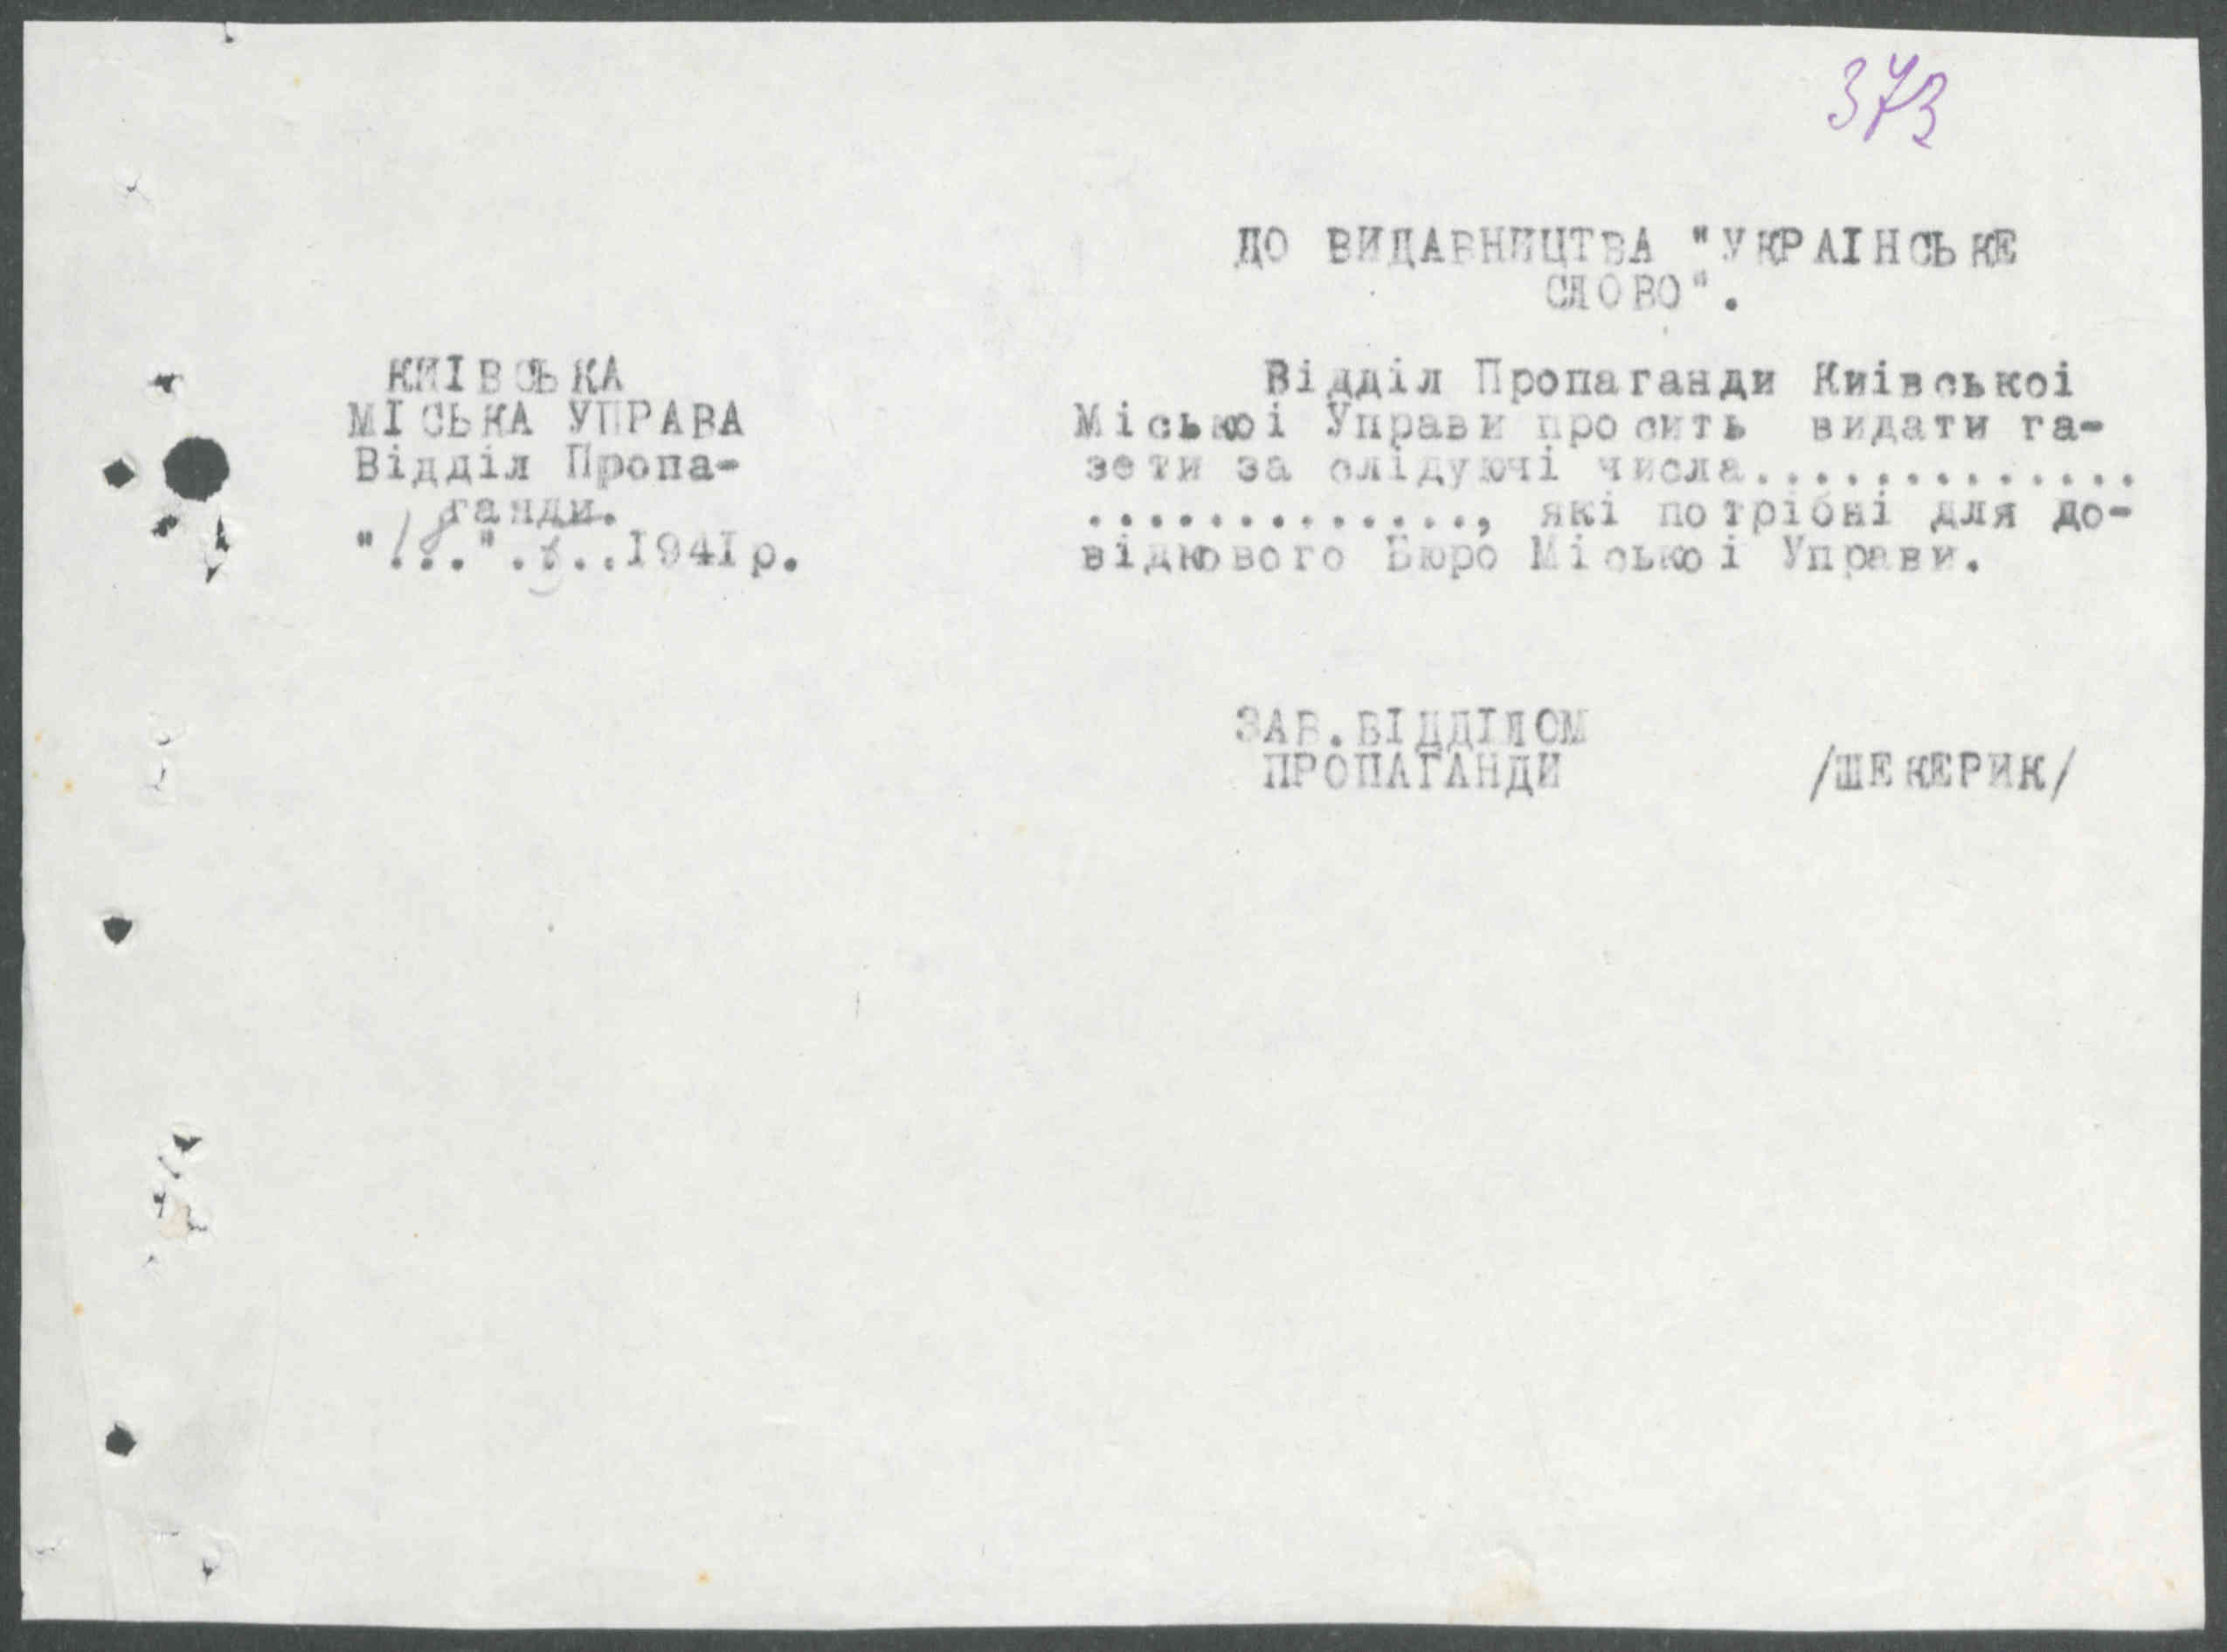 373
ДО ВИДАВНИЦТВА "УКРАІНСЬКЕ
СЛОВО".
КИІВСЬКА
МІСЬКА УПРАВА
Відділ Пропа-
ганди.
"18" 1941р.
Відділ Пропаганди Киівськоі
Міськоі Управи просить видати га-
зети за слідуючі числа..............
............., які потрібні для до-
відкового Бюро Міськоі Управи.
ЗАВ.ВІДДІЛОМ
ПРОПАГАНДИ /ШЕКЕРИК/